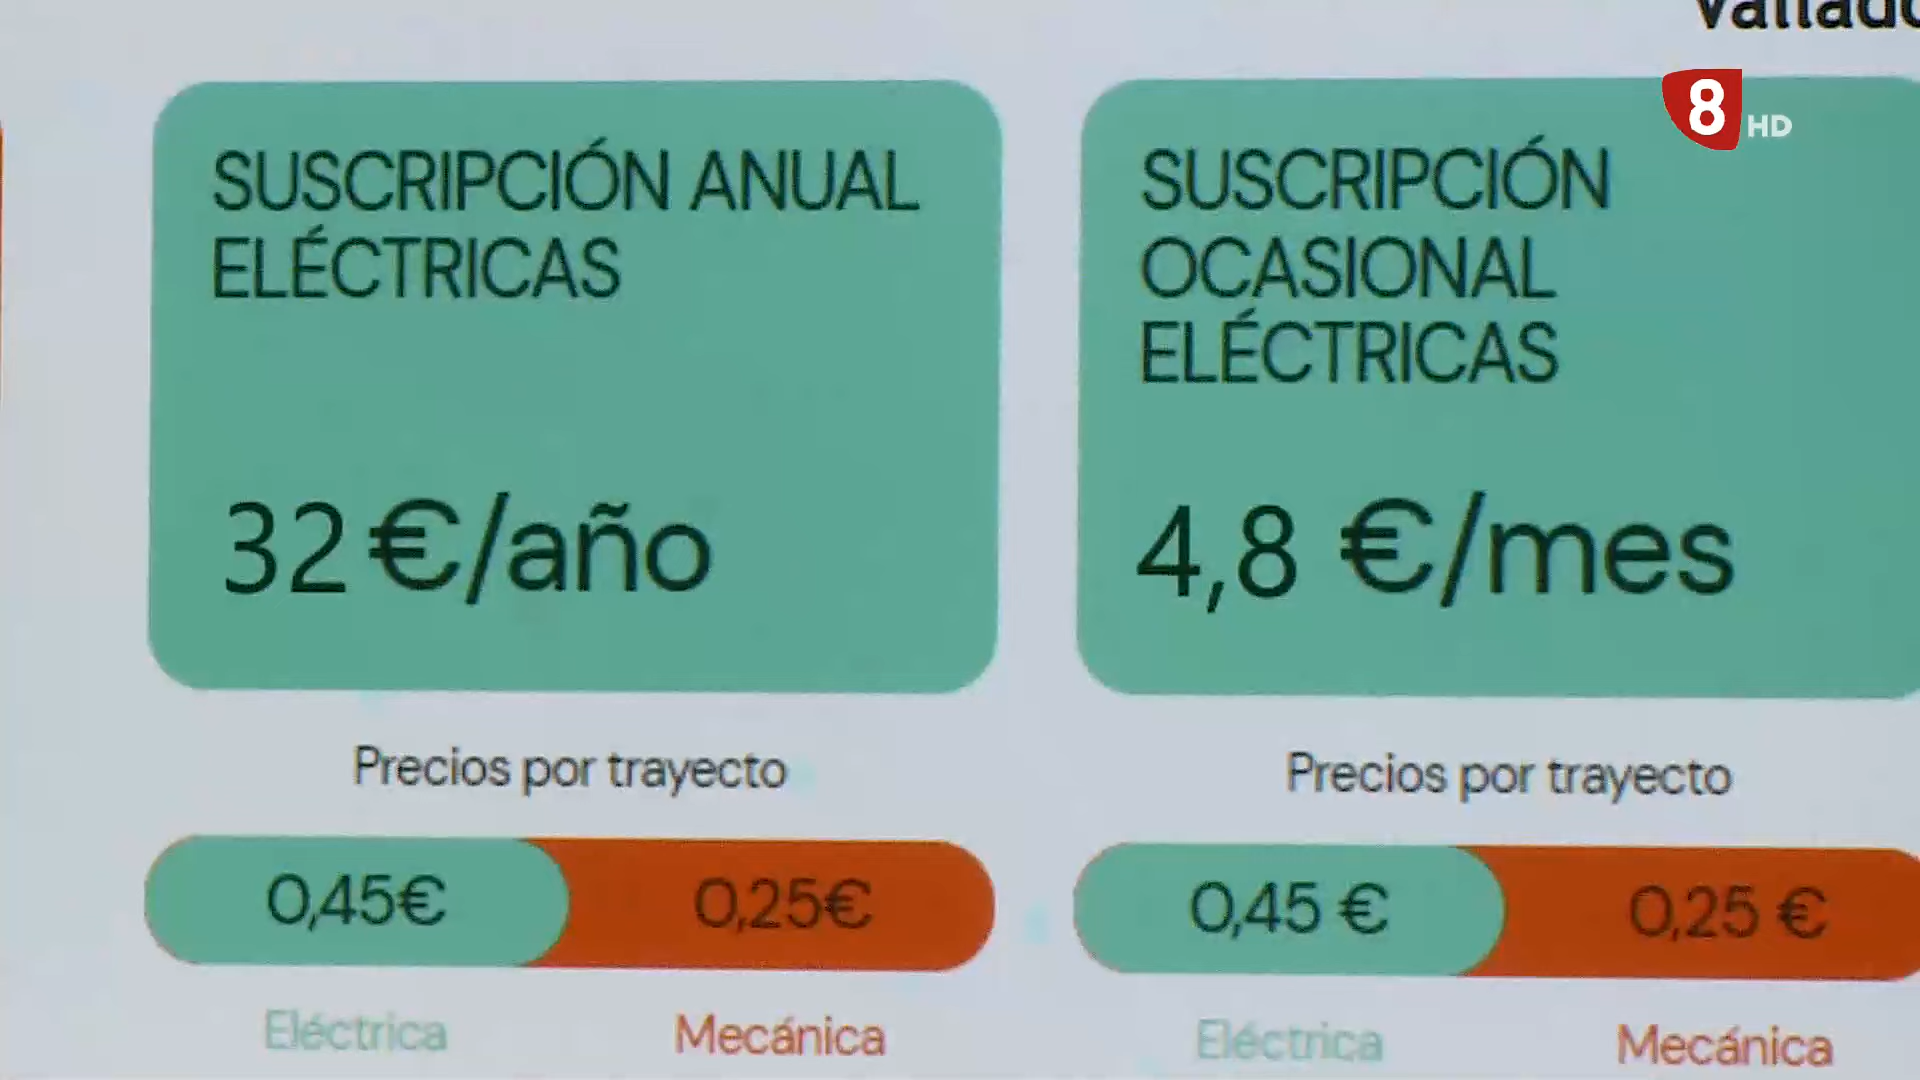 8 HD
SUSCRIPCIÓN ANUAL
ELÉCTRICAS
32 €/año
Precios por trayecto
0,45€ 0,25€
Eléctrica Mecánica
SUSCRIPCIÓN
OCASIONAL
ELÉCTRICAS
4,8 €/mes
Precios por trayecto
0,45 € 0,25 €
Eléctrica Mecánica